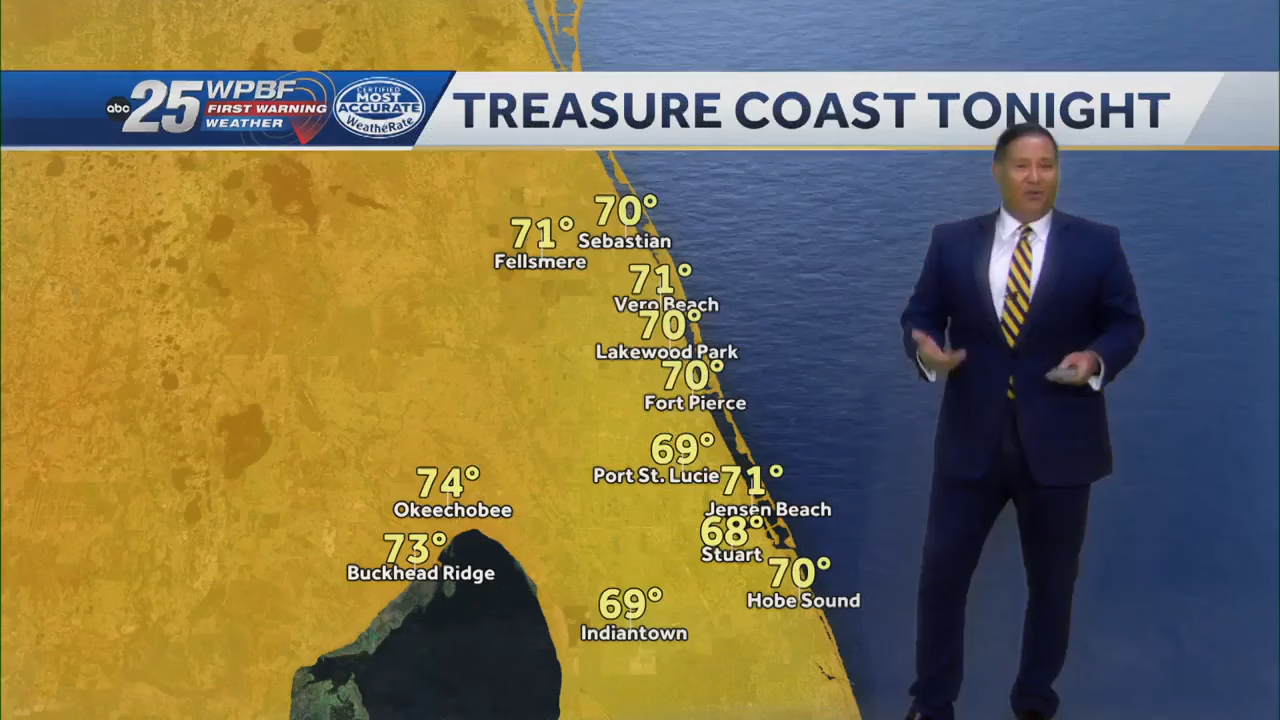 abc 25 WPBF
FIRST WARNING
WEATHER
CERTIFIED
MOST
ACCURATE
WeatheRate
TREASURE COAST TONIGHT
70°
Sebastian
71°
Fellsmere
71°
Vero Beach
70°
Lakewood Park
70°
Fort Pierce
69°
Port St. Lucie
71°
Jensen Beach
74°
Okeechobee
68°
Stuart
73°
Buckhead Ridge
70°
Hobe Sound
69°
Indiantown